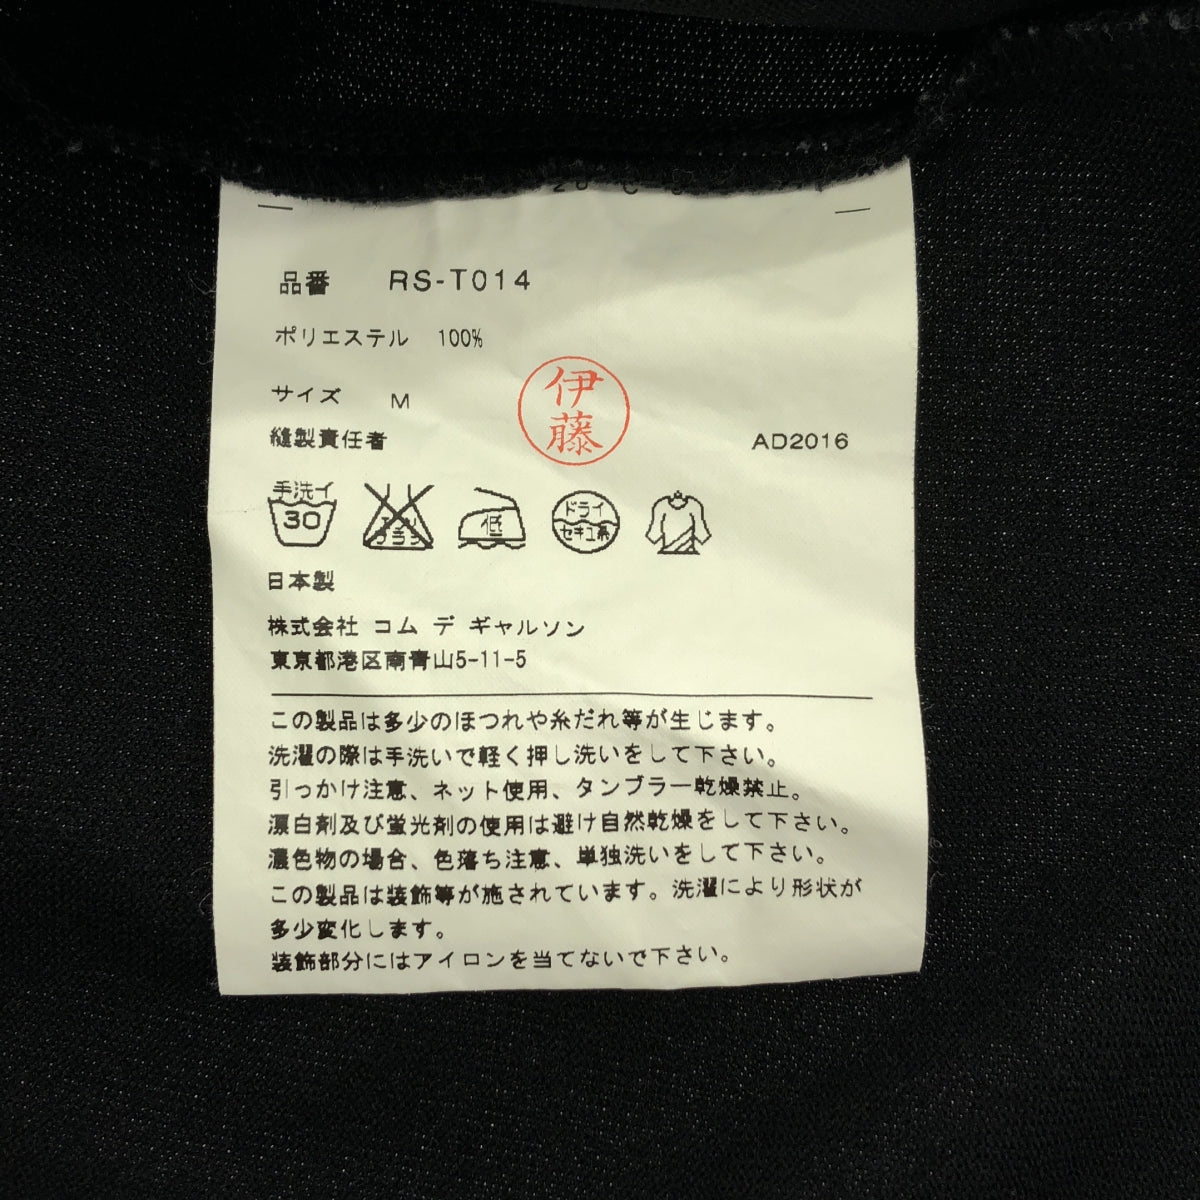 品番 RS-T014
ポリエステル 100%
サイズ M
伊藤
縫製責任者 AD2016
手洗イ
30
エンソ
サラシ
低
ドライ
セキユ系
日本製
株式会社 コム デ ギャルソン
東京都港区南青山5-11-5
この製品は多少のほつれや糸だれ等が生じます。
洗濯の際は手洗いで軽く押し洗いをして下さい。
引っかけ注意、ネット使用、タンブラー乾燥禁止。
漂白剤及び蛍光剤の使用は避け自然乾燥をして下さい。
濃色物の場合、色落ち注意、単独洗いをして下さい。
この製品は装飾等が施されています。洗濯により形状が
多少変化します。
装飾部分にはアイロンを当てないで下さい。